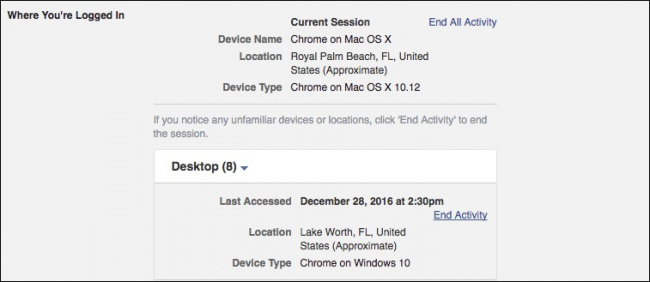 Where You're Logged In
Current Session
End All Activity
Device Name Chrome on Mac OS X
Location Royal Palm Beach, FL, United
States (Approximate)
Device Type Chrome on Mac OS X 10.12
If you notice any unfamiliar devices or locations, click 'End Activity' to end
the session.
Desktop (8)
Last Accessed December 28, 2016 at 2:30pm
End Activity
Location Lake Worth, FL, United
States (Approximate)
Device Type Chrome on Windows 10